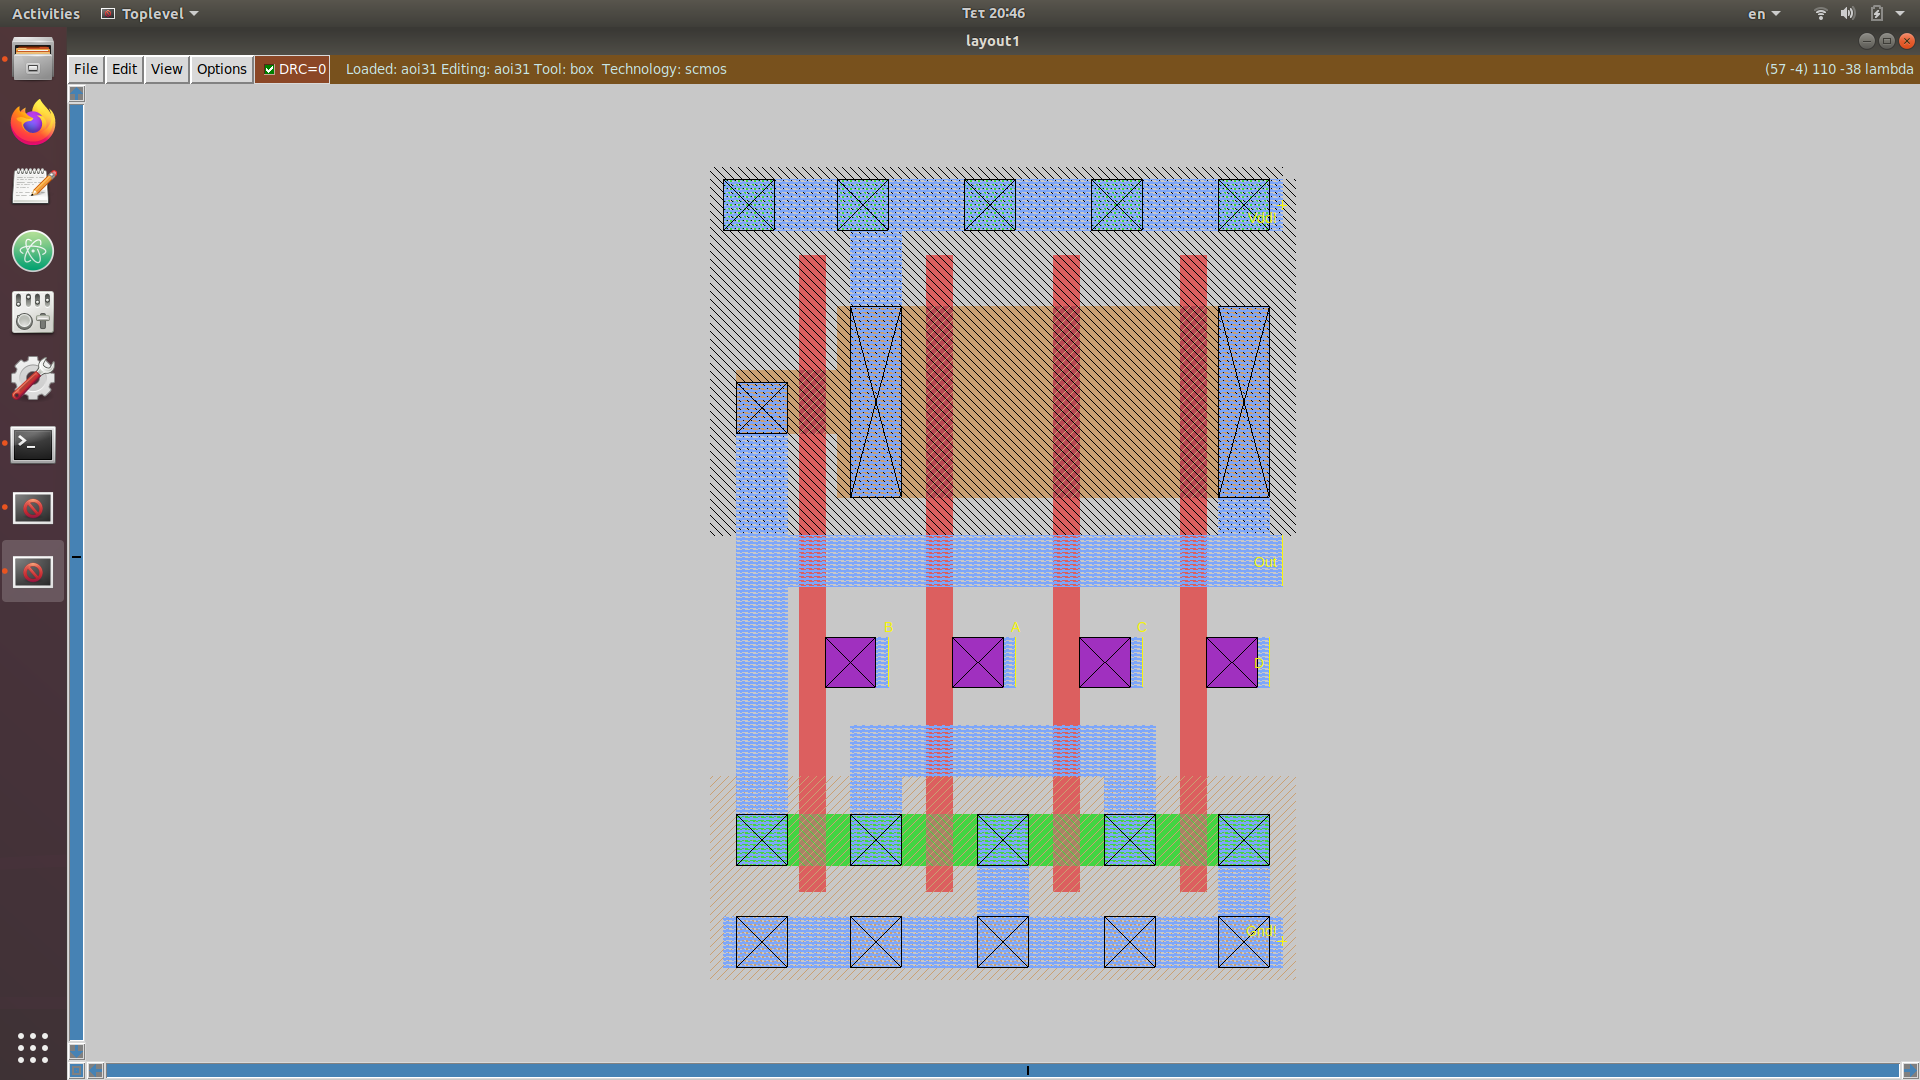 Activities Toplevel Τετ 20:46 en
layout1
File Edit View Options DRC=0 Loaded: aoi31 Editing: aoi31 Tool: box Technology: scmos (57 -4) 110 -38 lambda
Vdd!
Out
B A C
D
Gnd!